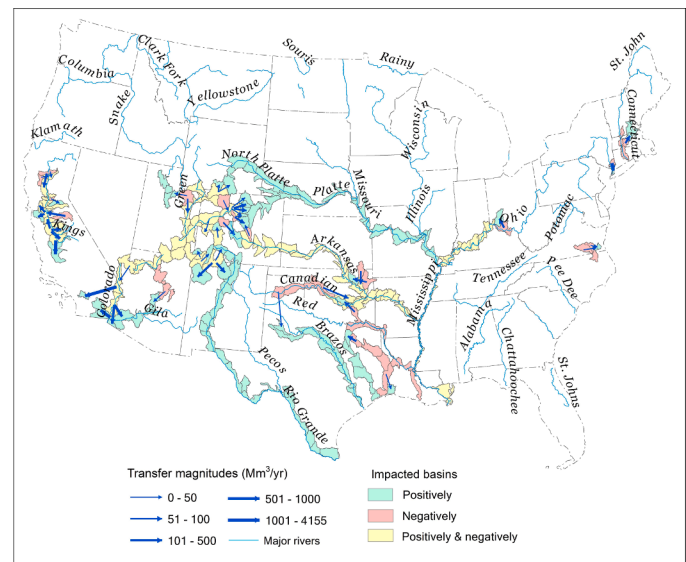 St. John
Clark Fork
Souris
Rainy
Columbia
Yellowstone
Connecticut
Snake
Wisconsin
Klamath
North Platte
Green
Platte
Missouri
Illinois
Ohio
Potomac
Kings
Arkansas
Colorado
Canadian
Tennessee
Pee Dee
Mississippi
Gila
Red
Brazos
Alabama
Chattahoochee
Pecos
Rio Grande
St. Johns
Transfer magnitudes (Mm³/yr)
0 - 50
51 - 100
101 - 500
501 - 1000
1001 - 4155
Major rivers
Impacted basins
Positively
Negatively
Positively & negatively